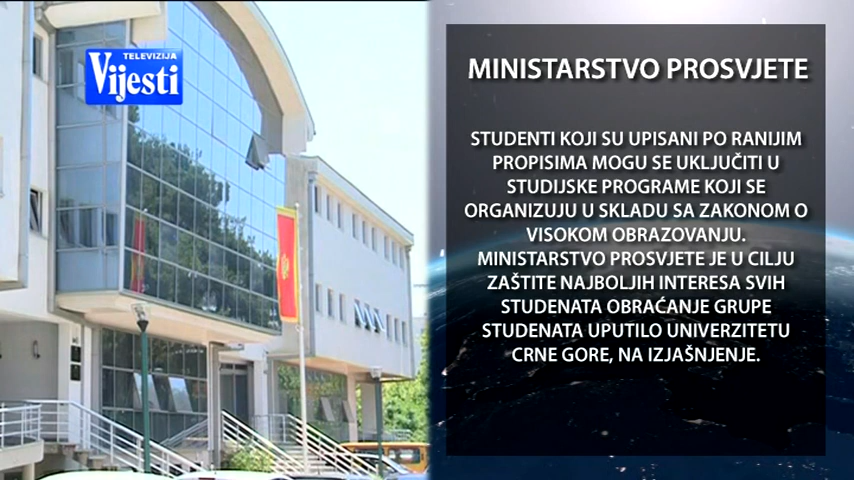 TELEVIZIJA
Vijesti
MINISTARSTVO PROSVJETE
STUDENTI KOJI SU UPISANI PO RANIJIM
PROPISIMA MOGU SE UKLJUČITI U
STUDIJSKE PROGRAME KOJI SE
ORGANIZUJU U SKLADU SA ZAKONOM O
VISOKOM OBRAZOVANJU.
MINISTARSTVO PROSVJETE JE U CILJU
ZAŠTITE NAJBOLJIH INTERESA SVIH
STUDENATA OBRAĆANJE GRUPE
STUDENATA UPUTILO UNIVERZITETU
CRNE GORE, NA IZJAŠNJENJE.